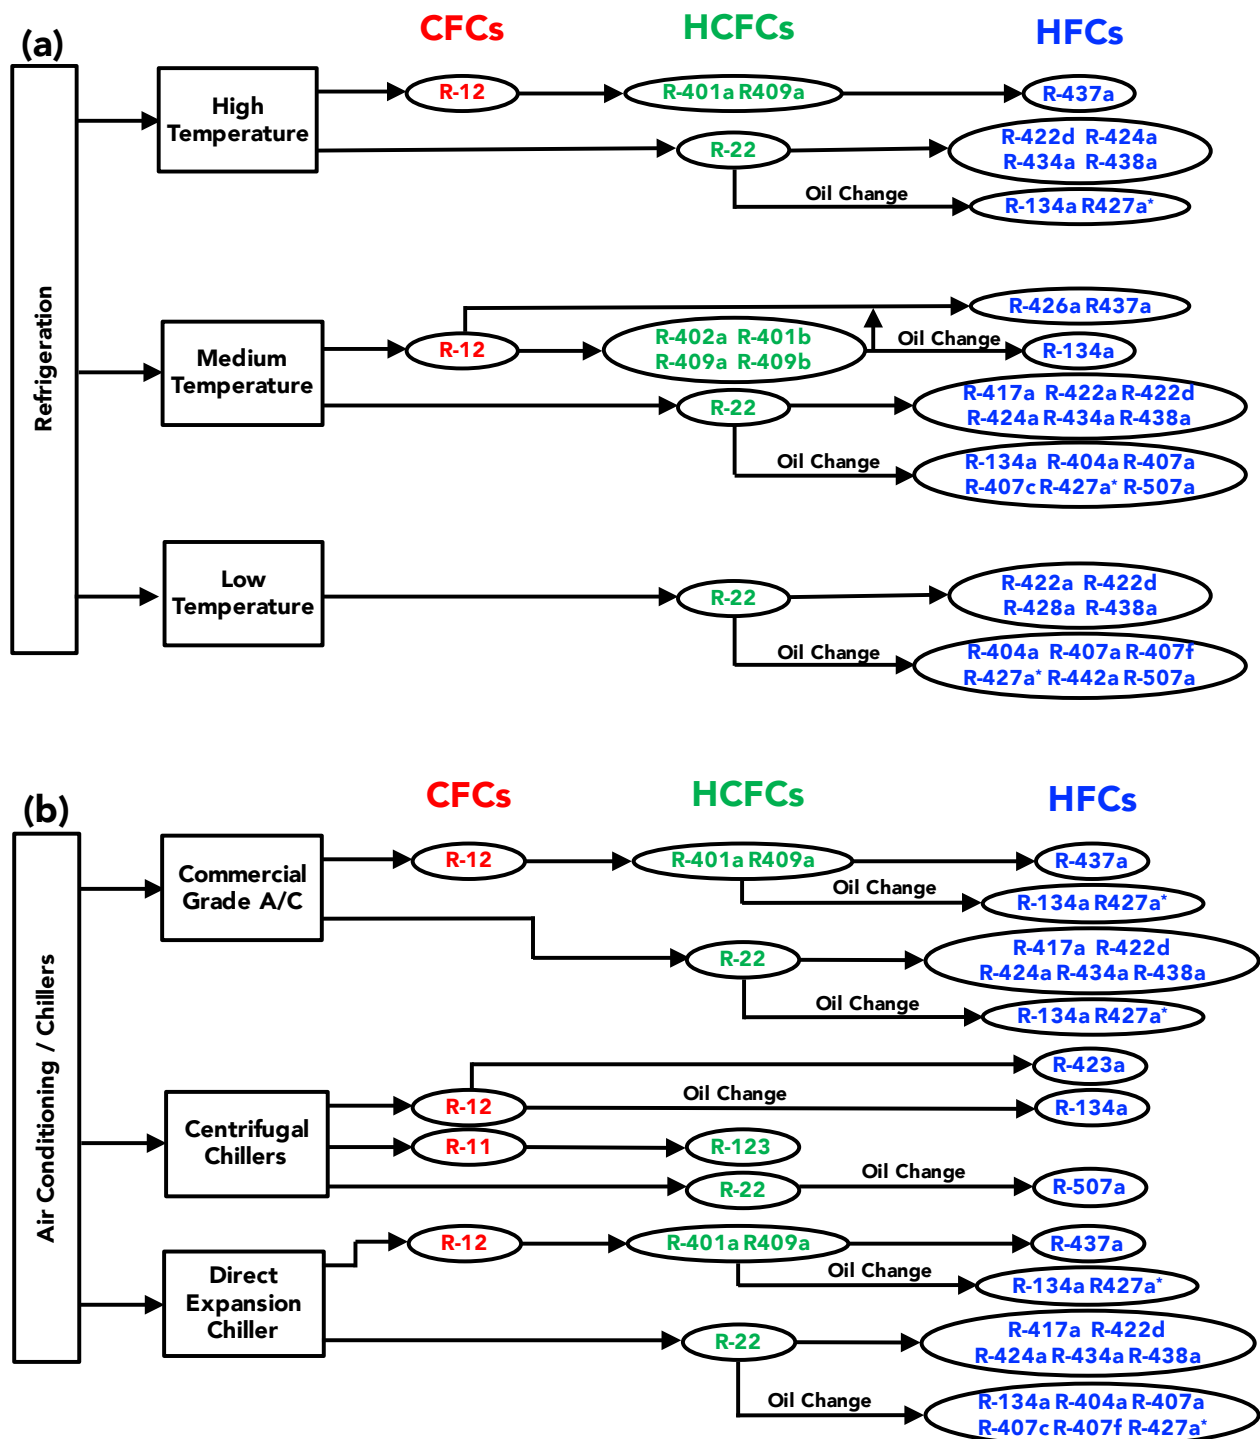 (a)
CFCs
HCFCs
HFCs
Refrigeration
High
Temperature
R-12
R-401a R409a
R-437a
R-22
R-422d R-424a
R-434a R-438a
Oil Change
R-134a R427a*
Medium
Temperature
R-12
R-402a R-401b
R-409a R-409b
R-426a R437a
Oil Change
R-134a
R-22
R-417a R-422a R-422d
R-424a R-434a R-438a
Oil Change
R-134a R-404a R-407a
R-407c R-427a* R-507a
Low
Temperature
R-22
R-422a R-422d
R-428a R-438a
Oil Change
R-404a R-407a R-407f
R-427a* R-442a R-507a
(b)
CFCs
HCFCs
HFCs
Air Conditioning / Chillers
Commercial
Grade A/C
R-12
R-401a R409a
R-437a
Oil Change
R-134a R427a*
R-22
R-417a R-422d
R-424a R-434a R-438a
Oil Change
R-134a R427a*
Centrifugal
Chillers
R-423a
R-12
Oil Change
R-134a
R-11
R-123
R-22
Oil Change
R-507a
Direct
Expansion
Chiller
R-12
R-401a R409a
R-437a
Oil Change
R-134a R427a*
R-22
R-417a R-422d
R-424a R-434a R-438a
Oil Change
R-134a R-404a R-407a
R-407c R-407f R-427a*